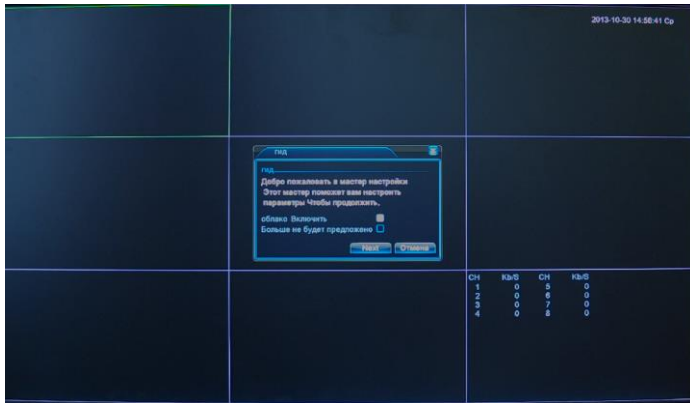 2013-10-30 14:56:41 Ср
гид
гид
Добро пожаловать в мастер настройки
Этот мастер поможет вам настроить
параметры Чтобы продолжить.
облако Включить
Больше не будет предложено
Next Отмена
CH Kb/S CH Kb/S
1 0 5 0
2 0 6 0
3 0 7 0
4 0 8 0